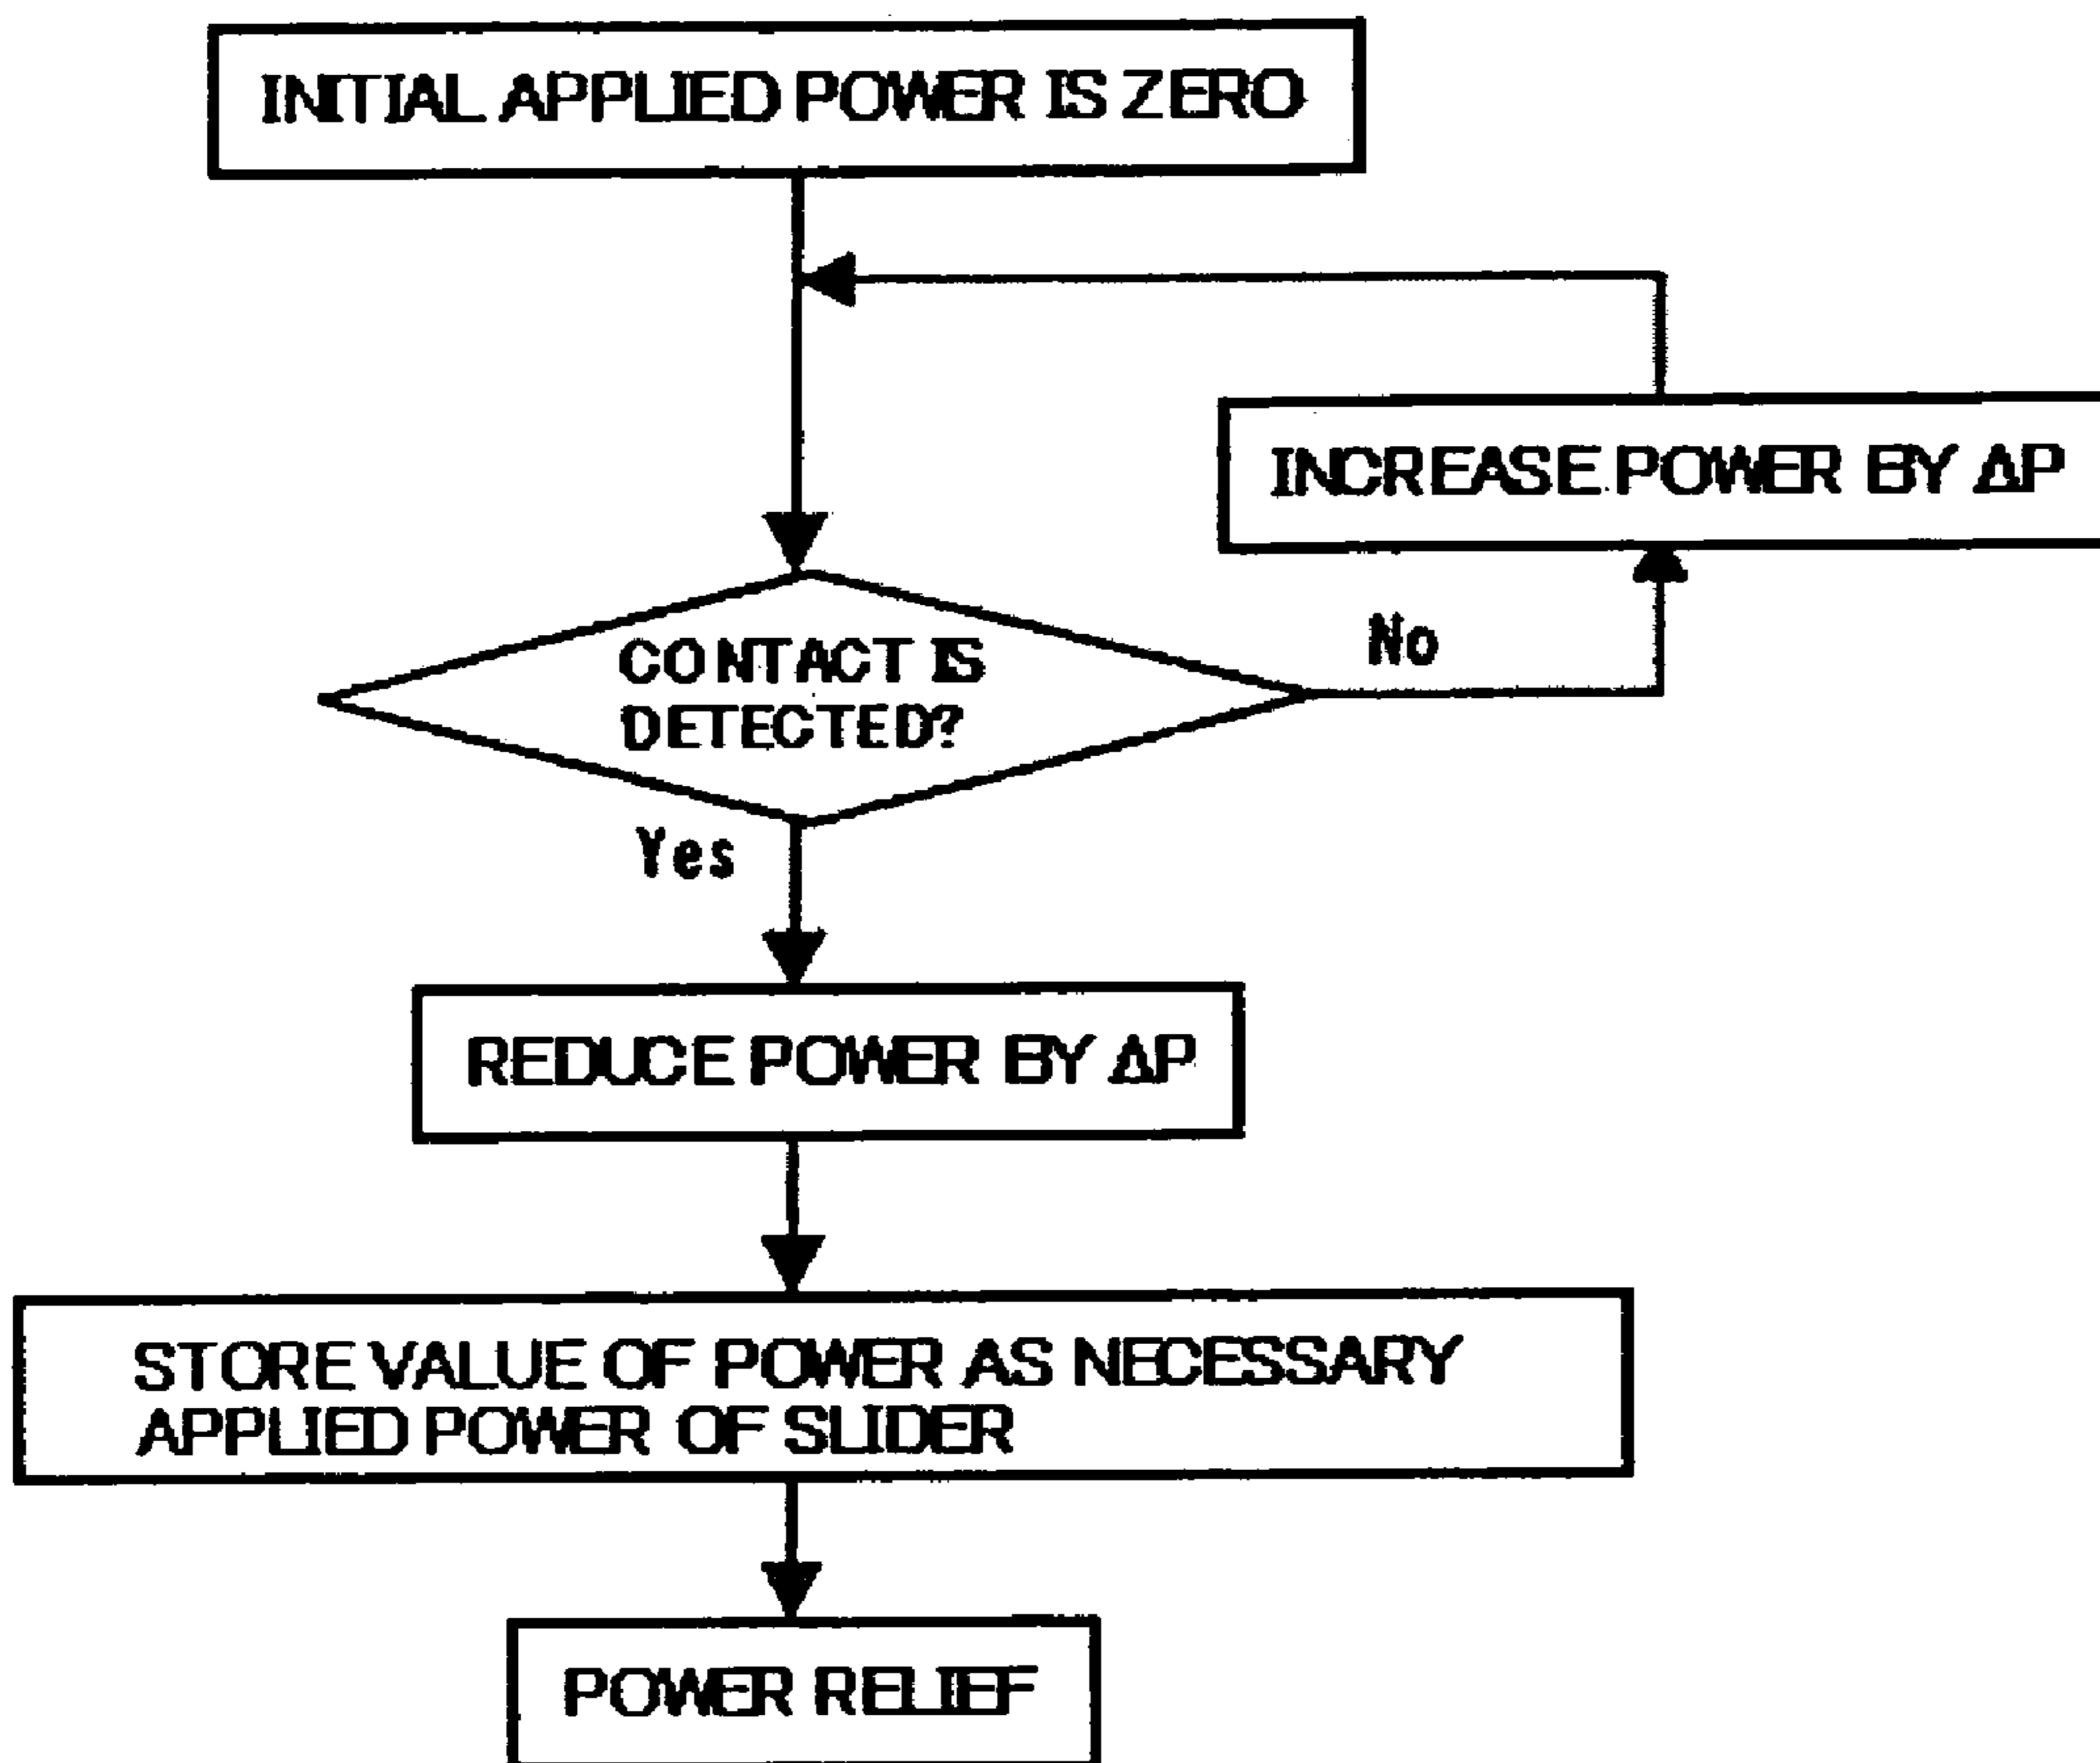 INITIAL APPLIED POWER IS ZERO
INCREASE POWER BY ΔP
No
CONTACT IS
DETECTED?
Yes
REDUCE POWER BY ΔP
STORE VALUE OF POWER AS NECESSARY
APPLIED POWER OF SLIDER
POWER RELIEF